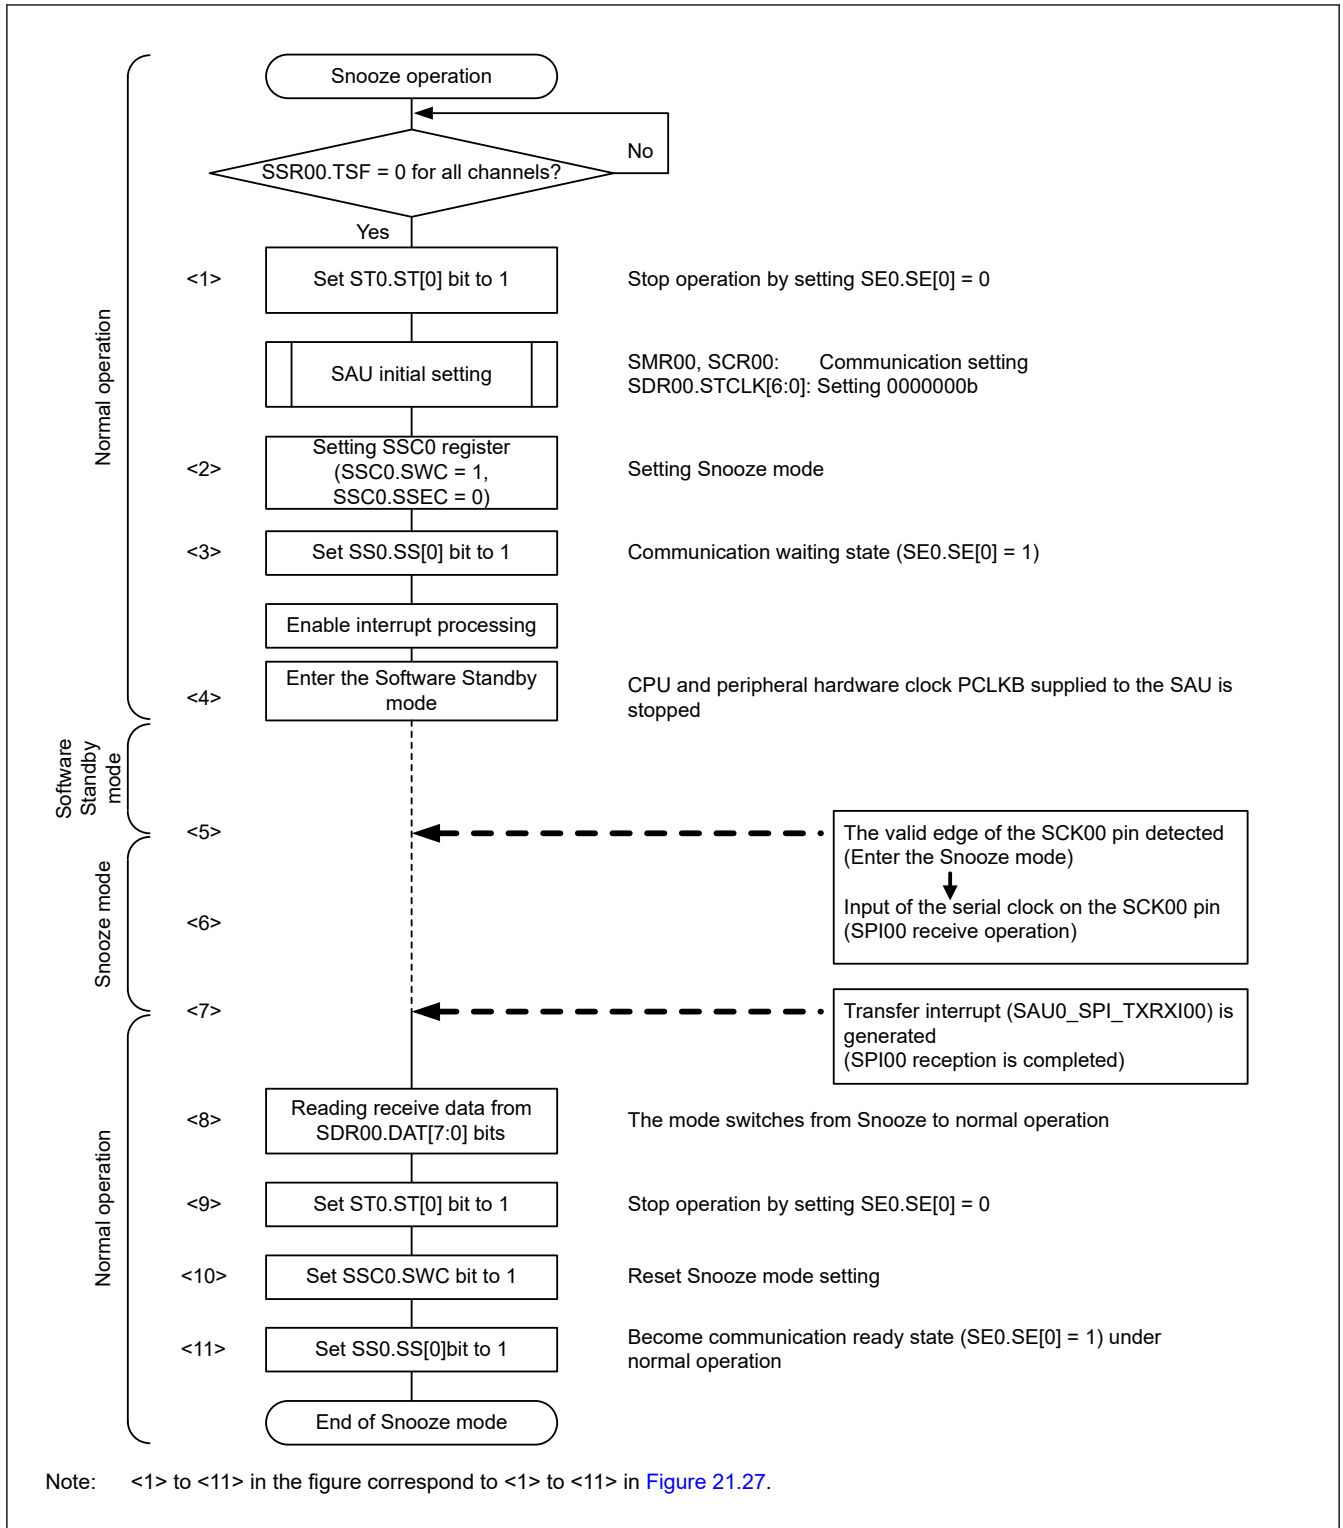 Snooze operation
SSR00.TSF = 0 for all channels?
No
Yes
Normal operation
<1>
Set ST0.ST[0] bit to 1
Stop operation by setting SE0.SE[0] = 0
SAU initial setting
SMR00, SCR00: Communication setting
SDR00.STCLK[6:0]: Setting 0000000b
<2>
Setting SSC0 register
(SSC0.SWC = 1,
SSC0.SSEC = 0)
Setting Snooze mode
<3>
Set SS0.SS[0] bit to 1
Communication waiting state (SE0.SE[0] = 1)
Enable interrupt processing
<4>
Enter the Software Standby
mode
CPU and peripheral hardware clock PCLKB supplied to the SAU is
stopped
Software
Standby
mode
<5>
The valid edge of the SCK00 pin detected
(Enter the Snooze mode)
Snooze mode
<6>
Input of the serial clock on the SCK00 pin
(SPI00 receive operation)
<7>
Transfer interrupt (SAU0_SPI_TXRXI00) is
generated
(SPI00 reception is completed)
Normal operation
<8>
Reading receive data from
SDR00.DAT[7:0] bits
The mode switches from Snooze to normal operation
<9>
Set ST0.ST[0] bit to 1
Stop operation by setting SE0.SE[0] = 0
<10>
Set SSC0.SWC bit to 1
Reset Snooze mode setting
<11>
Set SS0.SS[0]bit to 1
Become communication ready state (SE0.SE[0] = 1) under
normal operation
End of Snooze mode
Note: <1> to <11> in the figure correspond to <1> to <11> in Figure 21.27.